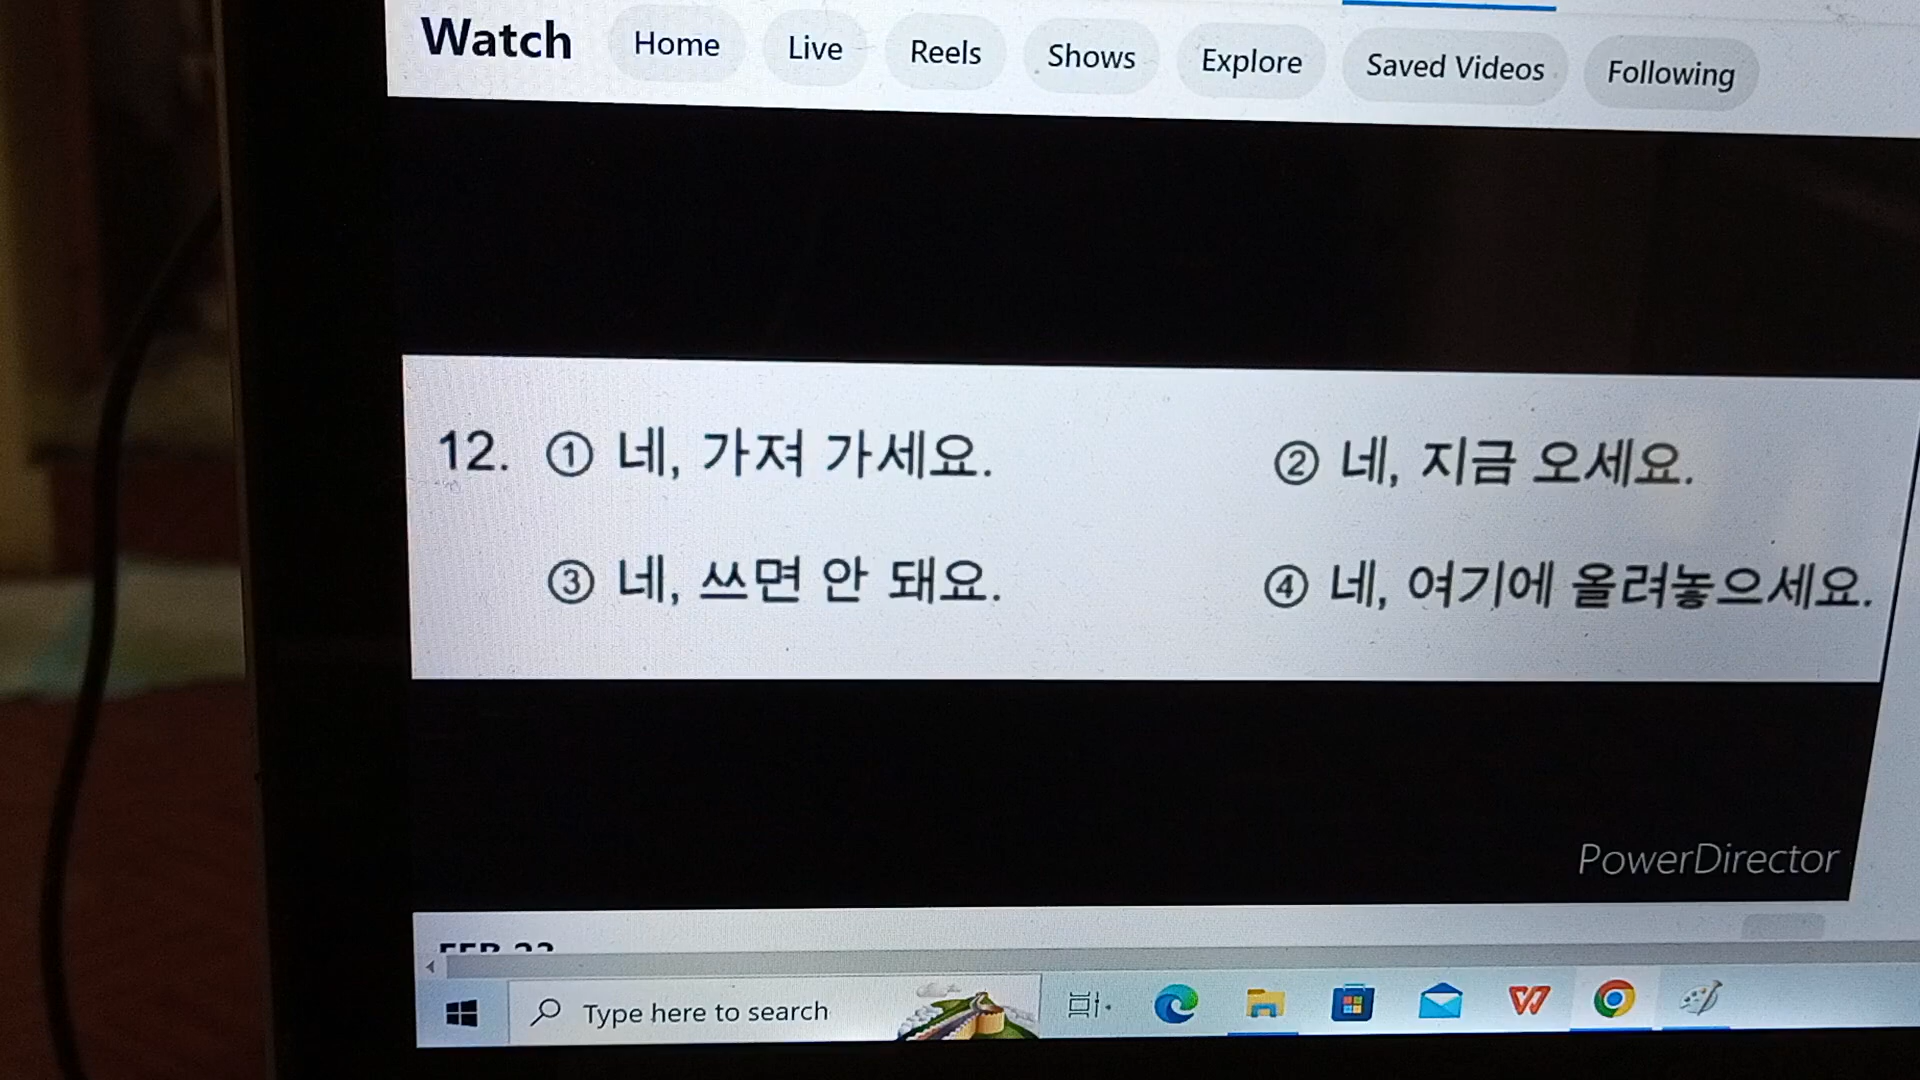 Watch Home Live Reels Shows Explore Saved Videos Following
12. ① 네, 가져 가세요. ② 네, 지금 오세요.
③ 네, 쓰면 안 돼요. ④ 네, 여기에 올려놓으세요.
PowerDirector
Type here to search